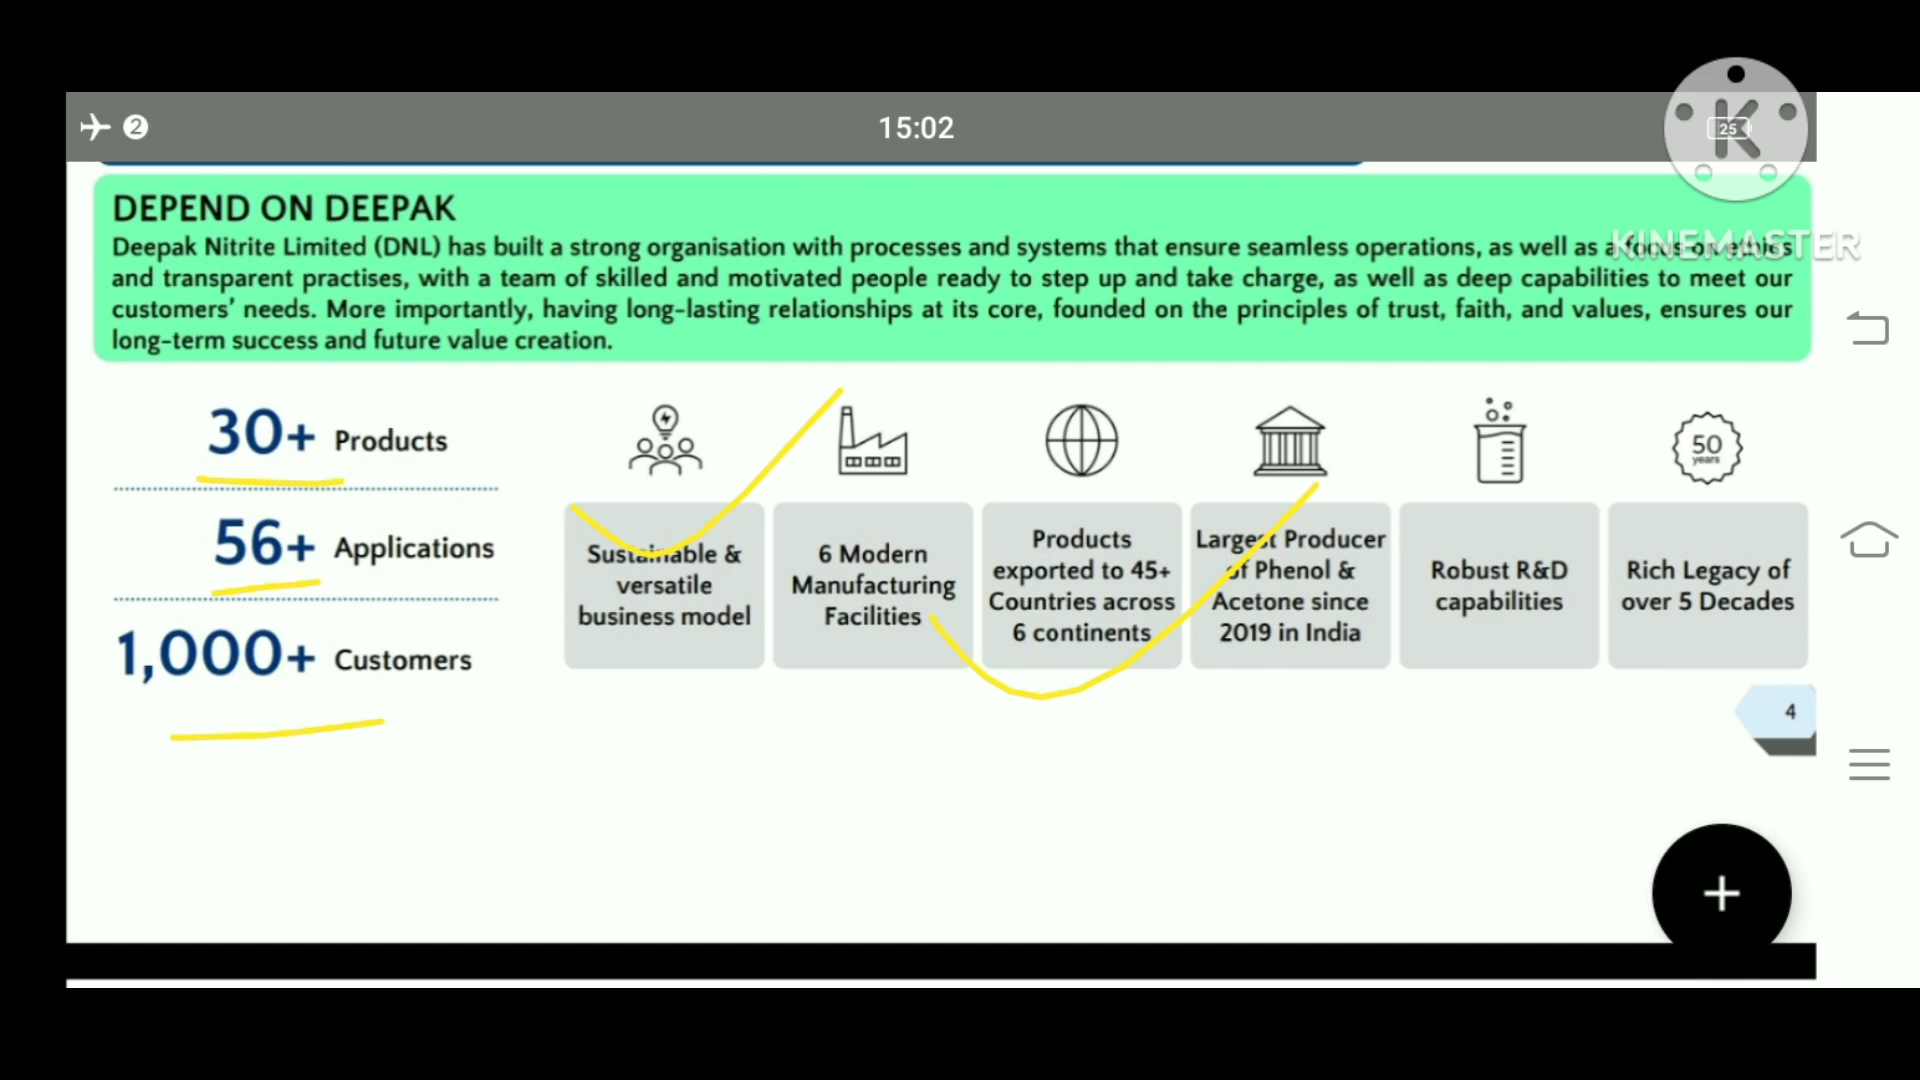 2
15:02
25
K
KINEMASTER
DEPEND ON DEEPAK
Deepak Nitrite Limited (DNL) has built a strong organisation with processes and systems that ensure seamless operations, as well as a focus on ethics
and transparent practises, with a team of skilled and motivated people ready to step up and take charge, as well as deep capabilities to meet our
customers' needs. More importantly, having long-lasting relationships at its core, founded on the principles of trust, faith, and values, ensures our
long-term success and future value creation.
30+ Products
56+ Applications
1,000+ Customers
50
years
Sustainable &
versatile
business model
6 Modern
Manufacturing
Facilities
Products
exported to 45+
Countries across
6 continents
Largest Producer
of Phenol &
Acetone since
2019 in India
Robust R&D
capabilities
Rich Legacy of
over 5 Decades
4